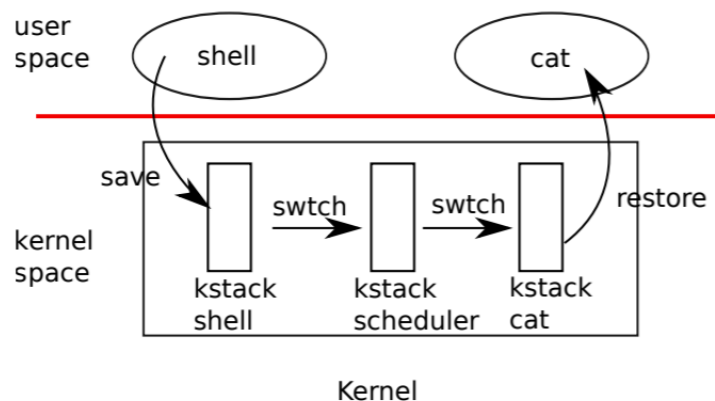 user
space
shell
cat
save
swtch
swtch
restore
kernel
space
kstack
shell
kstack
scheduler
kstack
cat
Kernel